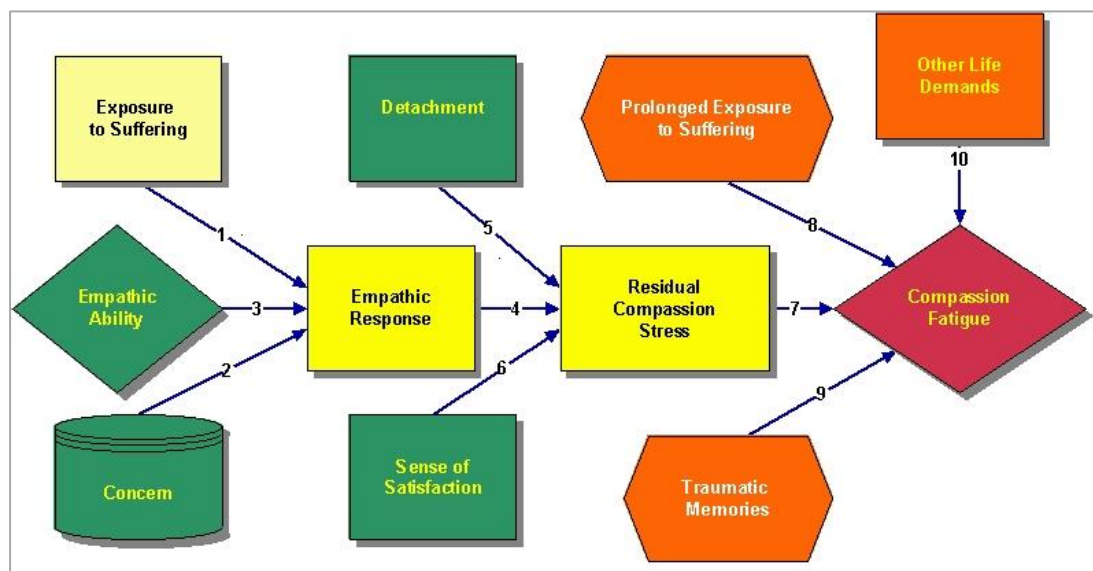 Exposure
to Suffering
Detachment
Prolonged Exposure
to Suffering
Other Life
Demands
10
1
5
8
Empathic
Ability
3
Empathic
Response
4
Residual
Compassion
Stress
7
Compassion
Fatigue
2
6
9
Concern
Sense of
Satisfaction
Traumatic
Memories